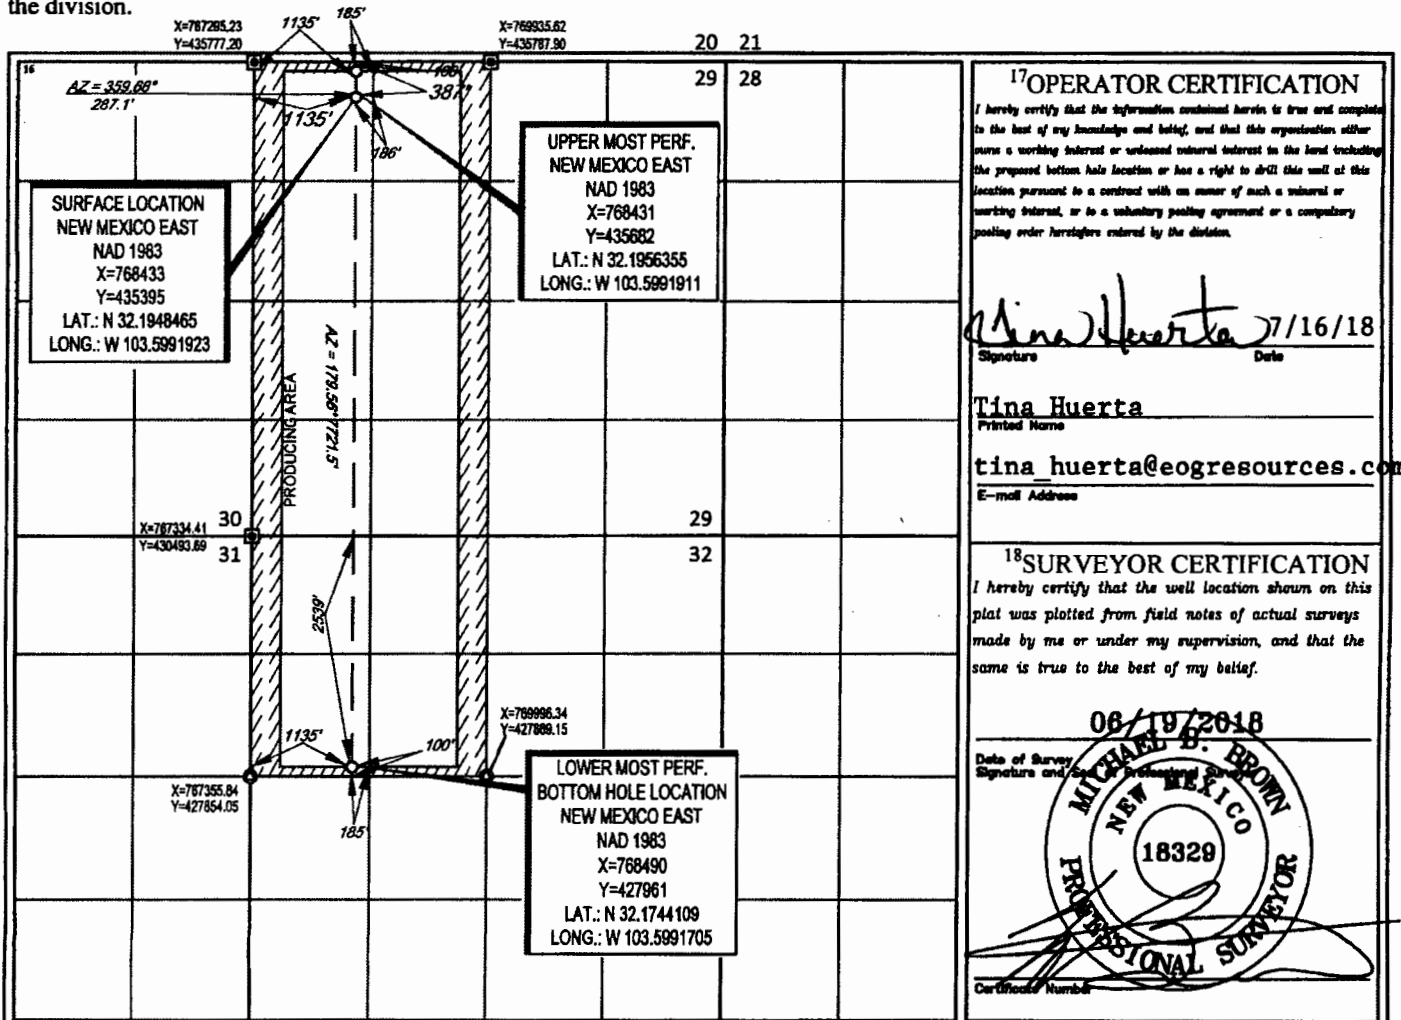 the division.
X=767295.23
Y=435777.20
1135'
185'
X=769935.62
Y=435787.90
20 21
29 28
16
AZ = 359.68°
287.1'
1135'
387'
186'
UPPER MOST PERF.
NEW MEXICO EAST
NAD 1983
X=768431
Y=435682
LAT.: N 32.1956355
LONG.: W 103.5991911
SURFACE LOCATION
NEW MEXICO EAST
NAD 1983
X=768433
Y=435395
LAT.: N 32.1948465
LONG.: W 103.5991923
AZ = 179.56° 7721.5'
PRODUCING AREA
X=767334.41
Y=430493.69
30
31
29
32
2539'
1135'
100'
X=769996.34
Y=427869.15
X=767355.84
Y=427854.05
185'
LOWER MOST PERF.
BOTTOM HOLE LOCATION
NEW MEXICO EAST
NAD 1983
X=768490
Y=427961
LAT.: N 32.1744109
LONG.: W 103.5991705
17 OPERATOR CERTIFICATION
I hereby certify that the information contained herein is true and complete
to the best of my knowledge and belief, and that this organization either
owns a working interest or unleased mineral interest in the land including
the proposed bottom hole location or has a right to drill this well at this
location pursuant to a contract with an owner of such a mineral or
working interest, or to a voluntary pooling agreement or a compulsory
pooling order heretofore entered by the division.
Tina Huerta 7/16/18
Signature Date
Tina Huerta
Printed Name
tina_huerta@eogresources.com
E-mail Address
18 SURVEYOR CERTIFICATION
I hereby certify that the well location shown on this
plat was plotted from field notes of actual surveys
made by me or under my supervision, and that the
same is true to the best of my belief.
06/19/2018
Date of Survey
Signature and Seal of Professional Surveyor
MICHAEL B. BROWN
NEW MEXICO
18329
PROFESSIONAL SURVEYOR
Certificate Number